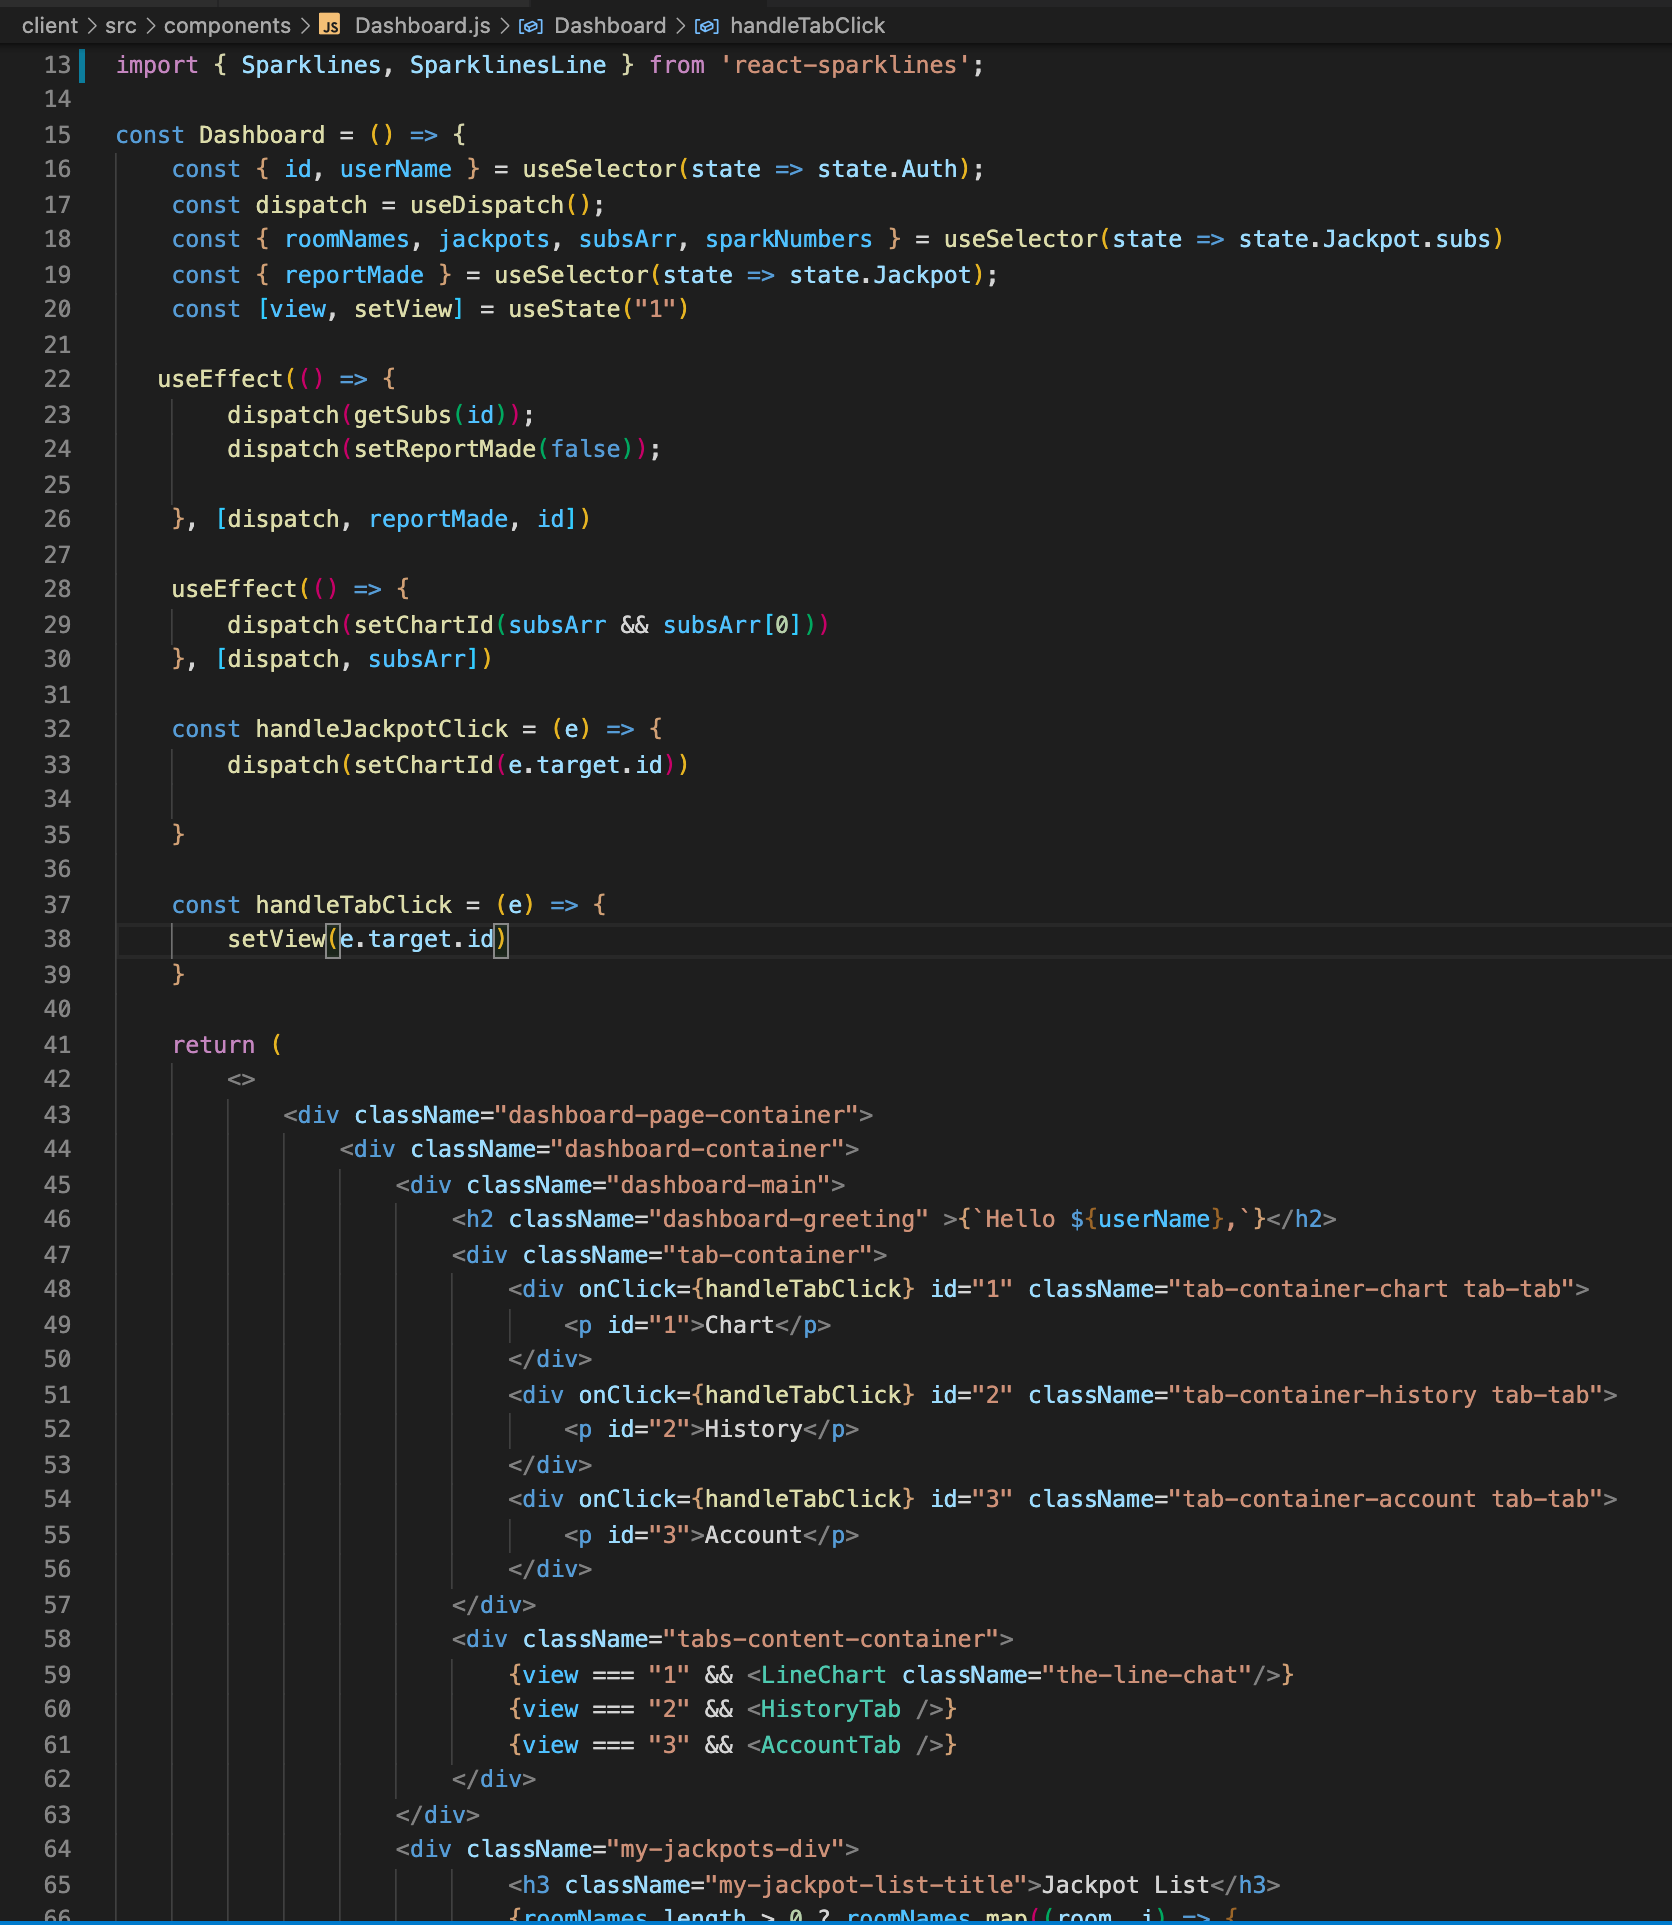 client > src > components > JS Dashboard.js > Dashboard > handleTabClick
13 import { Sparklines, SparklinesLine } from 'react-sparklines';
14
15 const Dashboard = () => {
16     const { id, userName } = useSelector(state => state.Auth);
17     const dispatch = useDispatch();
18     const { roomNames, jackpots, subsArr, sparkNumbers } = useSelector(state => state.Jackpot.subs)
19     const { reportMade } = useSelector(state => state.Jackpot);
20     const [view, setView] = useState("1")
21
22    useEffect(() => {
23         dispatch(getSubs(id));
24         dispatch(setReportMade(false));
25
26     }, [dispatch, reportMade, id])
27
28     useEffect(() => {
29         dispatch(setChartId(subsArr && subsArr[0]))
30     }, [dispatch, subsArr])
31
32     const handleJackpotClick = (e) => {
33         dispatch(setChartId(e.target.id))
34
35     }
36
37     const handleTabClick = (e) => {
38         setView(e.target.id)
39     }
40
41     return (
42         <>
43             <div className="dashboard-page-container">
44                 <div className="dashboard-container">
45                     <div className="dashboard-main">
46                         <h2 className="dashboard-greeting" >{`Hello ${userName},`}</h2>
47                         <div className="tab-container">
48                             <div onClick={handleTabClick} id="1" className="tab-container-chart tab-tab">
49                                 <p id="1">Chart</p>
50                             </div>
51                             <div onClick={handleTabClick} id="2" className="tab-container-history tab-tab">
52                                 <p id="2">History</p>
53                             </div>
54                             <div onClick={handleTabClick} id="3" className="tab-container-account tab-tab">
55                                 <p id="3">Account</p>
56                             </div>
57                         </div>
58                         <div className="tabs-content-container">
59                             {view === "1" && <LineChart className="the-line-chat"/>}
60                             {view === "2" && <HistoryTab />}
61                             {view === "3" && <AccountTab />}
62                         </div>
63                     </div>
64                     <div className="my-jackpots-div">
65                             <h3 className="my-jackpot-list-title">Jackpot List</h3>
66                             {roomNames.length > 0 ? roomNames.map((room, i) => {